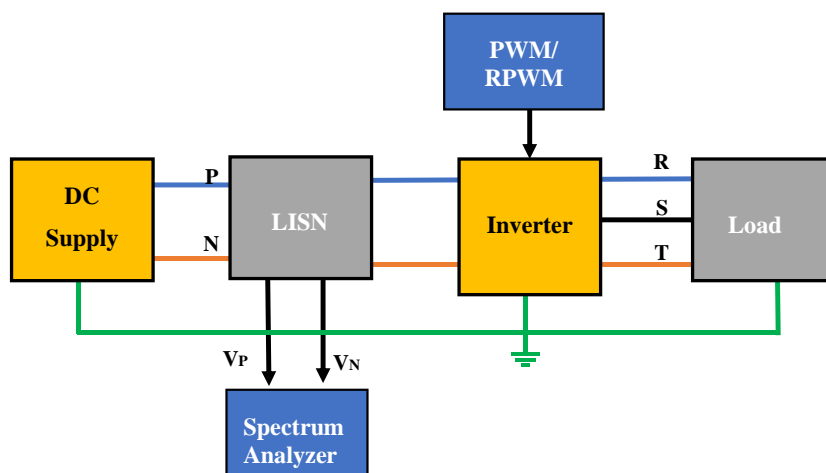 PWM/
RPWM
DC
Supply
P
N
LISN
Inverter
R
S
T
Load
VP
VN
Spectrum
Analyzer